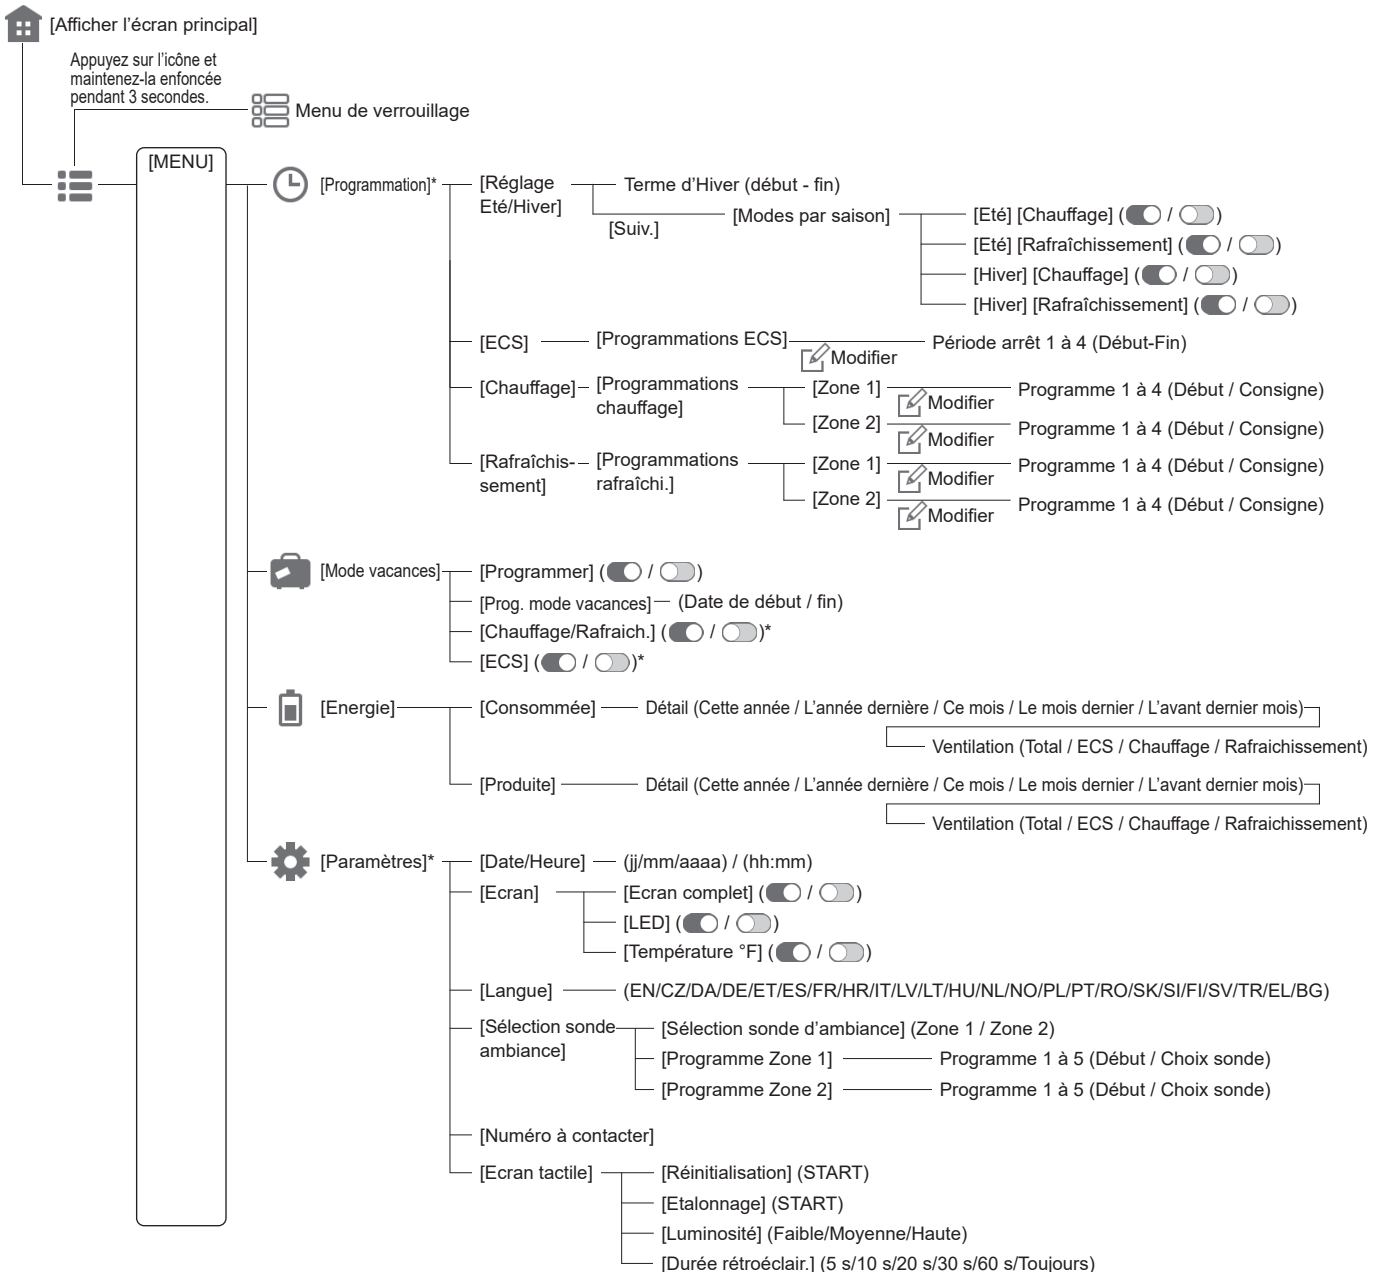 [Afficher l'écran principal]
Appuyez sur l'icône et
maintenez-la enfoncée
pendant 3 secondes.
Menu de verrouillage
[MENU]
[Programmation]*
[Réglage
Eté/Hiver]
Terme d'Hiver (début - fin)
[Suiv.]
[Modes par saison]
[Eté] [Chauffage] ( / )
[Eté] [Rafraîchissement] ( / )
[Hiver] [Chauffage] ( / )
[Hiver] [Rafraîchissement] ( / )
[ECS]
[Programmations ECS]
Modifier
Période arrêt 1 à 4 (Début-Fin)
[Chauffage]
[Programmations
chauffage]
[Zone 1]
Modifier
Programme 1 à 4 (Début / Consigne)
[Zone 2]
Modifier
Programme 1 à 4 (Début / Consigne)
[Rafraîchis-
sement]
[Programmations
rafraîchi.]
[Zone 1]
Modifier
Programme 1 à 4 (Début / Consigne)
[Zone 2]
Modifier
Programme 1 à 4 (Début / Consigne)
[Mode vacances]
[Programmer] ( / )
[Prog. mode vacances]
(Date de début / fin)
[Chauffage/Rafraich.] ( / )*
[ECS] ( / )*
[Energie]
[Consommée]
Détail (Cette année / L'année dernière / Ce mois / Le mois dernier / L'avant dernier mois)
Ventilation (Total / ECS / Chauffage / Rafraichissement)
[Produite]
Détail (Cette année / L'année dernière / Ce mois / Le mois dernier / L'avant dernier mois)
Ventilation (Total / ECS / Chauffage / Rafraichissement)
[Paramètres]*
[Date/Heure]
(jj/mm/aaaa) / (hh:mm)
[Ecran]
[Ecran complet] ( / )
[LED] ( / )
[Température °F] ( / )
[Langue]
(EN/CZ/DA/DE/ET/ES/FR/HR/IT/LV/LT/HU/NL/NO/PL/PT/RO/SK/SI/FI/SV/TR/EL/BG)
[Sélection sonde
ambiance]
[Sélection sonde d'ambiance] (Zone 1 / Zone 2)
[Programme Zone 1]
Programme 1 à 5 (Début / Choix sonde)
[Programme Zone 2]
Programme 1 à 5 (Début / Choix sonde)
[Numéro à contacter]
[Ecran tactile]
[Réinitialisation] (START)
[Etalonnage] (START)
[Luminosité] (Faible/Moyenne/Haute)
[Durée rétroéclair.] (5 s/10 s/20 s/30 s/60 s/Toujours)